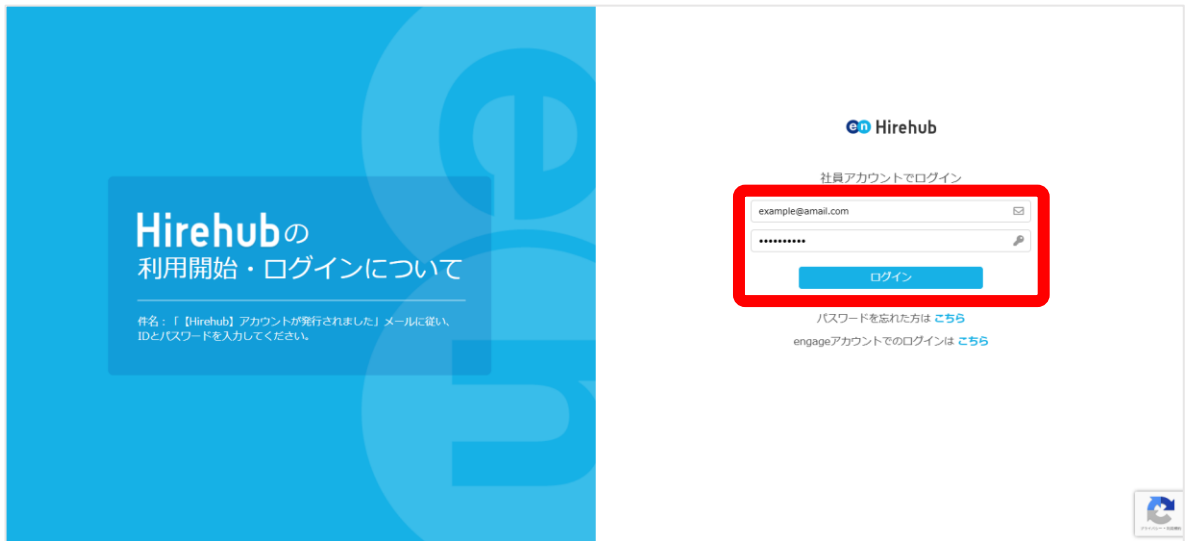 Hirehubの
利用開始・ログインについて
件名：「【Hirehub】アカウントが発行されました」メールに従い、
IDとパスワードを入力してください。
en Hirehub
社員アカウントでログイン
example@amail.com
••••••••••
ログイン
パスワードを忘れた方は こちら
engageアカウントでのログインは こちら